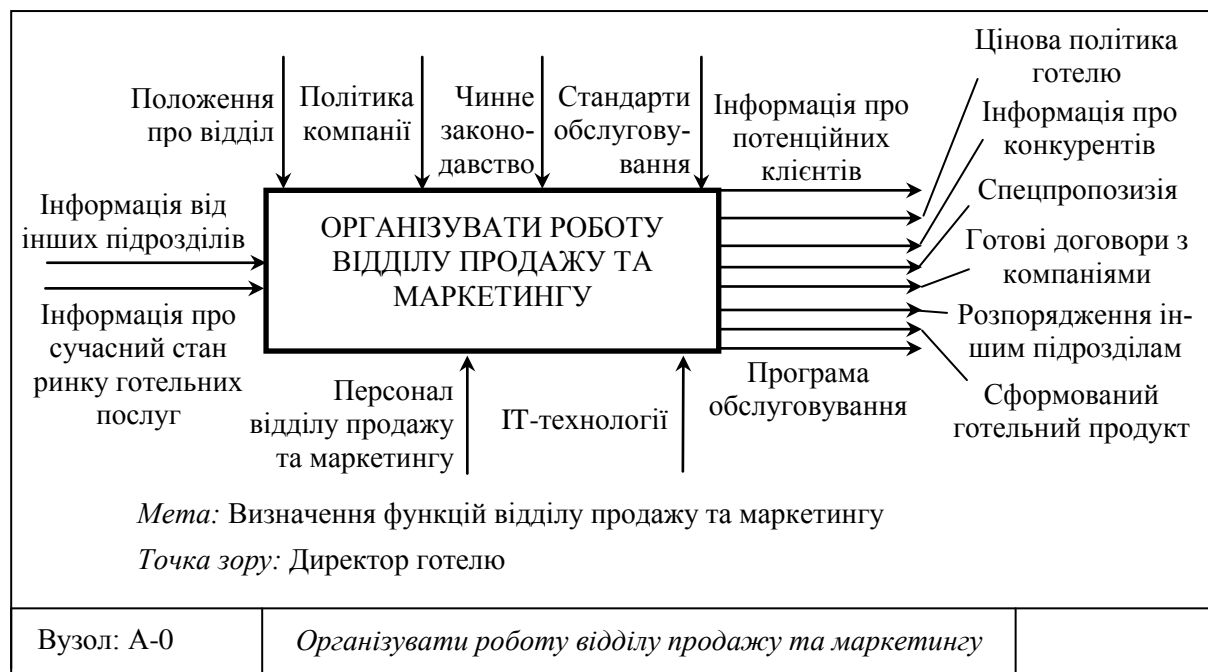 Положення
про відділ
Політика
компанії
Чинне
законо-
давство
Стандарти
обслугову-
вання
Інформація про
потенційних
клієнтів
Цінова політика
готелю
Інформація про
конкурентів
Спецпропозизія
Готові договори з
компаніями
Розпорядження ін-
шим підрозділам
Сформований
готельний продукт
Інформація від
інших підрозділів
Інформація про
сучасний стан
ринку готельних
послуг
ОРГАНІЗУВАТИ РОБОТУ
ВІДДІЛУ ПРОДАЖУ ТА
МАРКЕТИНГУ
Персонал
відділу продажу
та маркетингу
ІТ-технології
Програма
обслуговування
Мета: Визначення функцій відділу продажу та маркетингу
Точка зору: Директор готелю
Вузол: А-0
Організувати роботу відділу продажу та маркетингу